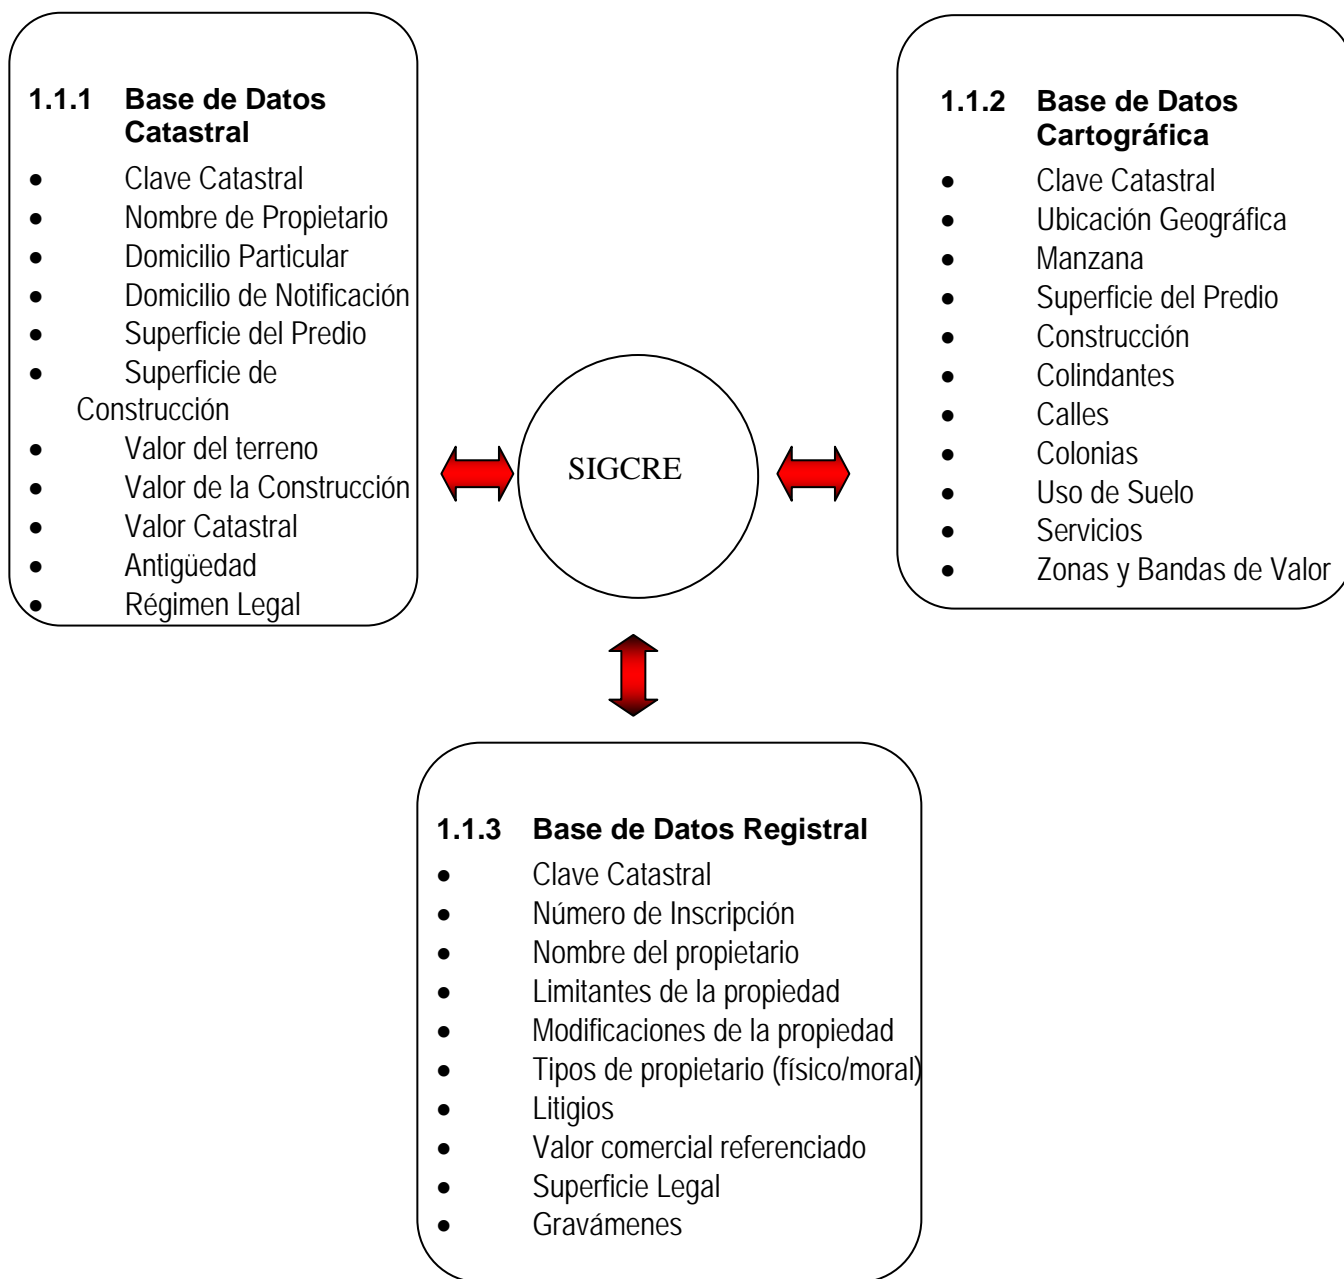 1.1.1 Base de Datos
Catastral
● Clave Catastral
● Nombre de Propietario
● Domicilio Particular
● Domicilio de Notificación
● Superficie del Predio
● Superficie de
Construcción
● Valor del terreno
● Valor de la Construcción
● Valor Catastral
● Antigüedad
● Régimen Legal
1.1.2 Base de Datos
Cartográfica
● Clave Catastral
● Ubicación Geográfica
● Manzana
● Superficie del Predio
● Construcción
● Colindantes
● Calles
● Colonias
● Uso de Suelo
● Servicios
● Zonas y Bandas de Valor
SIGCRE
1.1.3 Base de Datos Registral
● Clave Catastral
● Número de Inscripción
● Nombre del propietario
● Limitantes de la propiedad
● Modificaciones de la propiedad
● Tipos de propietario (físico/moral)
● Litigios
● Valor comercial referenciado
● Superficie Legal
● Gravámenes